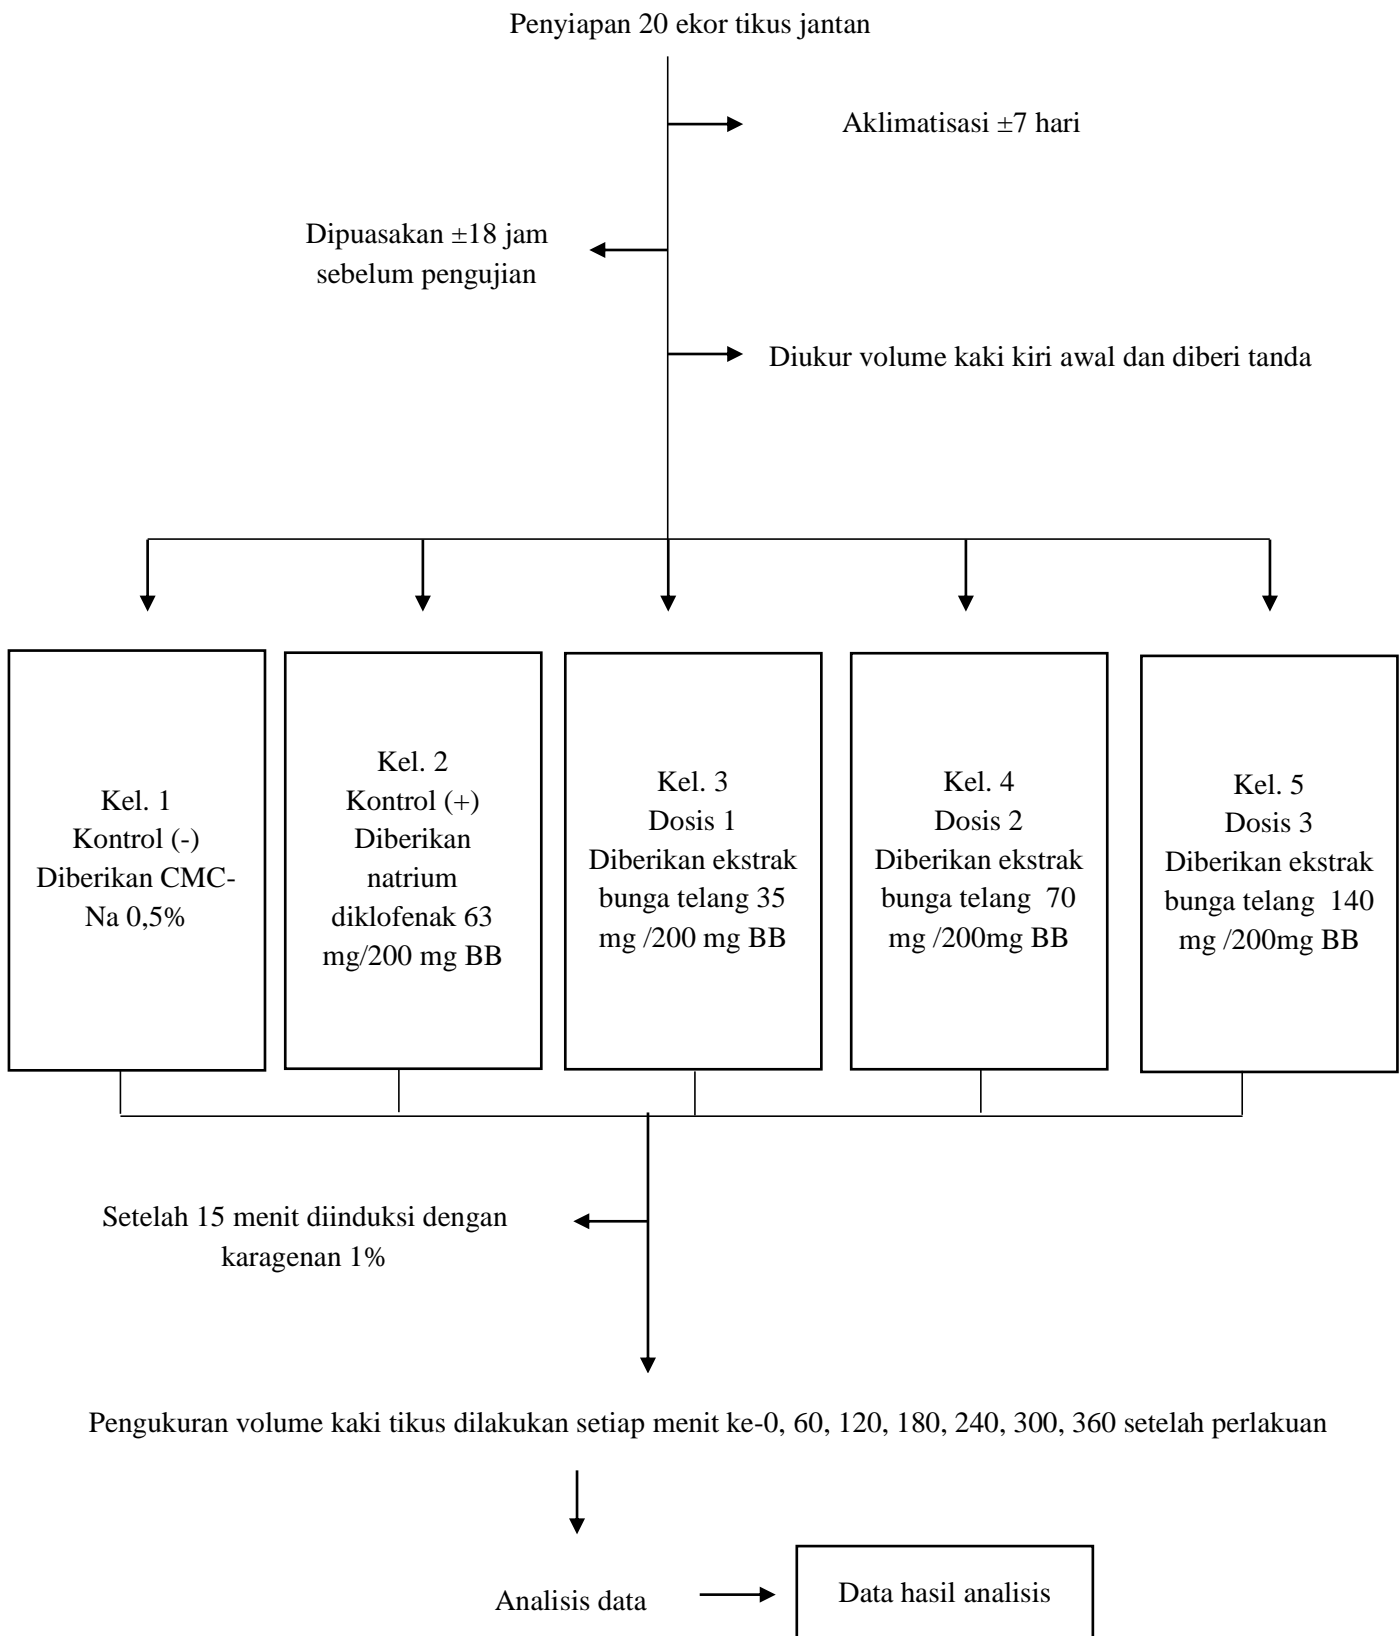 Penyiapan 20 ekor tikus jantan
Aklimatisasi ±7 hari
Dipuasakan ±18 jam
sebelum pengujian
Diukur volume kaki kiri awal dan diberi tanda
Kel. 1
Kontrol (-)
Diberikan CMC-
Na 0,5%
Kel. 2
Kontrol (+)
Diberikan
natrium
diklofenak 63
mg/200 mg BB
Kel. 3
Dosis 1
Diberikan ekstrak
bunga telang 35
mg /200 mg BB
Kel. 4
Dosis 2
Diberikan ekstrak
bunga telang  70
mg /200mg BB
Kel. 5
Dosis 3
Diberikan ekstrak
bunga telang  140
mg /200mg BB
Setelah 15 menit diinduksi dengan
karagenan 1%
Pengukuran volume kaki tikus dilakukan setiap menit ke-0, 60, 120, 180, 240, 300, 360 setelah perlakuan
Analisis data
Data hasil analisis